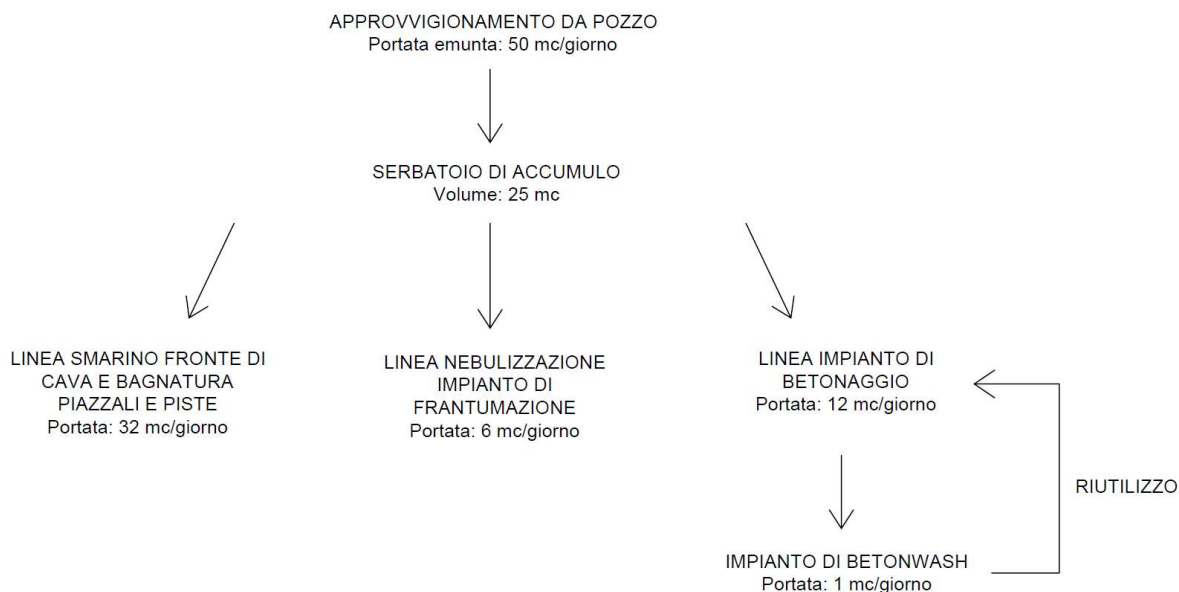 APPROVVIGIONAMENTO DA POZZO
Portata emunta: 50 mc/giorno
SERBATOIO DI ACCUMULO
Volume: 25 mc
LINEA SMARINO FRONTE DI
CAVA E BAGNATURA
PIAZZALI E PISTE
Portata: 32 mc/giorno
LINEA NEBULIZZAZIONE
IMPIANTO DI
FRANTUMAZIONE
Portata: 6 mc/giorno
LINEA IMPIANTO DI
BETONAGGIO
Portata: 12 mc/giorno
RIUTILIZZO
IMPIANTO DI BETONWASH
Portata: 1 mc/giorno